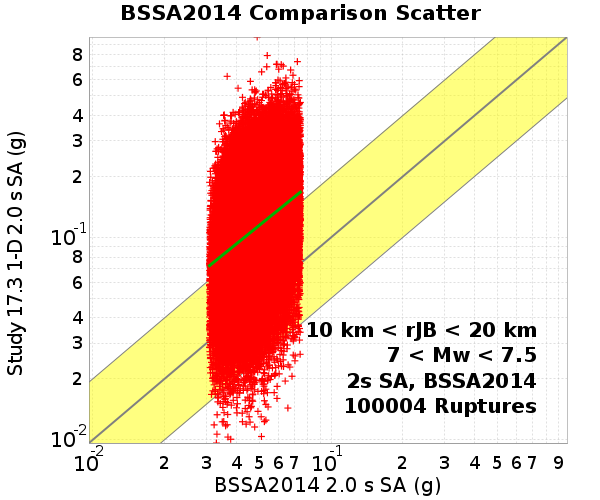 BSSA2014 Comparison Scatter
Study 17.3 1-D 2.0 s SA (g)
8
6
4
3
2
10-1
8
6
4
3
2
10-2
10 km < rJB < 20 km
7 < Mw < 7.5
2s SA, BSSA2014
100004 Ruptures
10-2 2 3 4 5 6 7 10-1 2 3 4 5 6 7 9
BSSA2014 2.0 s SA (g)